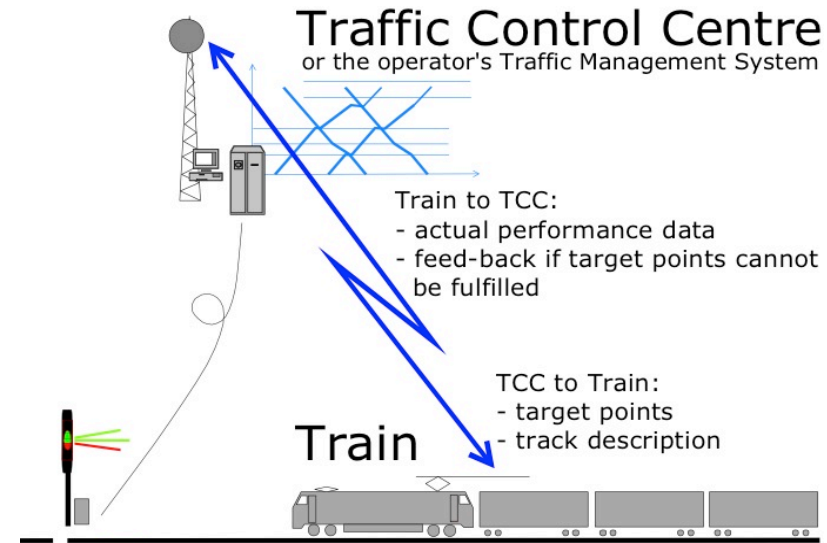 Traffic Control Centre
or the operator's Traffic Management System
Train to TCC:
- actual performance data
- feed-back if target points cannot
be fulfilled
TCC to Train:
- target points
- track description
Train